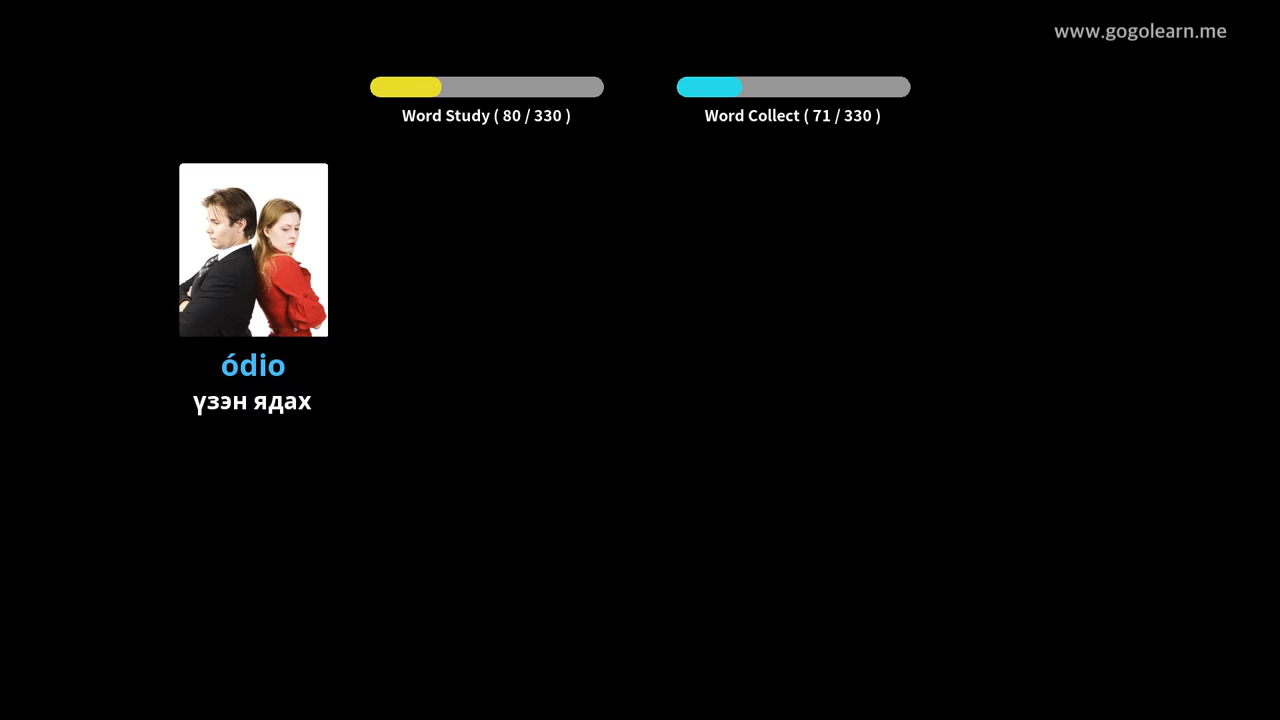 www.gogolearn.me
Word Study ( 80 / 330 )
Word Collect ( 71 / 330 )
ódio
үзэн ядах